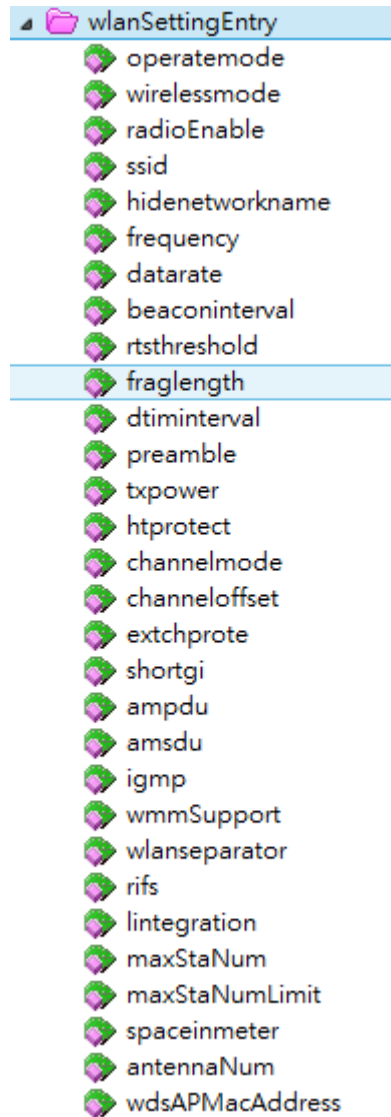 wlanSettingEntry
operatemode
wirelessmode
radioEnable
ssid
hidenetworkname
frequency
datarate
beaconinterval
rtsthreshold
fraglength
dtiminterval
preamble
txpower
htprotect
channelmode
channeloffset
extchprote
shortgi
ampdu
amsdu
igmp
wmmSupport
wlanseparator
rifs
lintegration
maxStaNum
maxStaNumLimit
spaceinmeter
antennaNum
wdsAPMacAddress